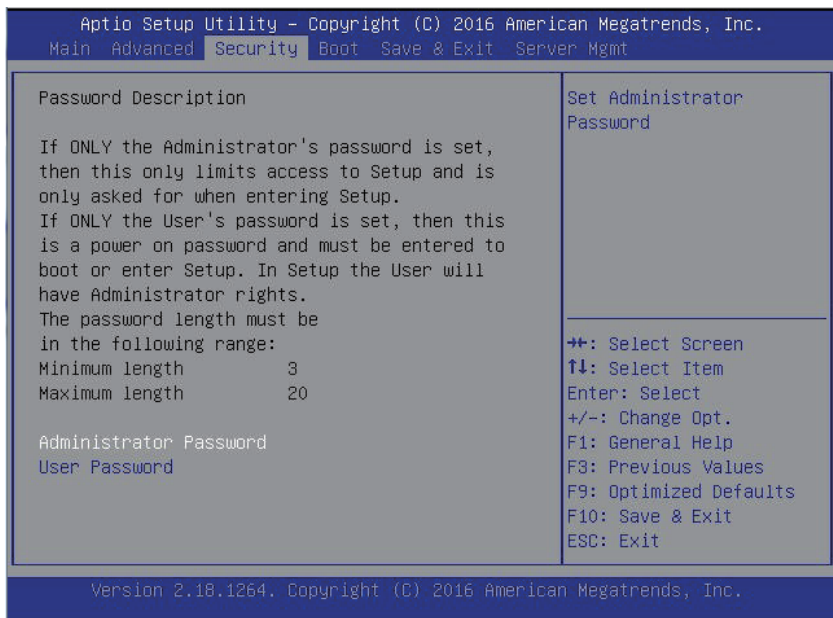 Aptio Setup Utility – Copyright (C) 2016 American Megatrends, Inc.
Main Advanced Security Boot Save & Exit Server Mgmt
Password Description
If ONLY the Administrator's password is set,
then this only limits access to Setup and is
only asked for when entering Setup.
If ONLY the User's password is set, then this
is a power on password and must be entered to
boot or enter Setup. In Setup the User will
have Administrator rights.
The password length must be
in the following range:
Minimum length 3
Maximum length 20
Administrator Password
User Password
Set Administrator
Password
→←: Select Screen
↑↓: Select Item
Enter: Select
+/-: Change Opt.
F1: General Help
F3: Previous Values
F9: Optimized Defaults
F10: Save & Exit
ESC: Exit
Version 2.18.1264. Copyright (C) 2016 American Megatrends, Inc.